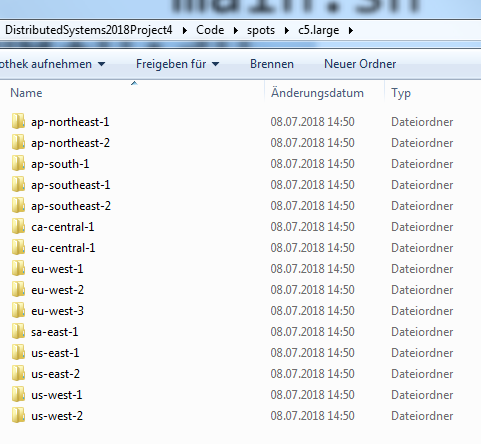 main.sh
DistributedSystems2018Project4 Code spots c5.large
othek aufnehmen Freigeben für Brennen Neuer Ordner
Name Änderungsdatum Typ
ap-northeast-1 08.07.2018 14:50 Dateiordner
ap-northeast-2 08.07.2018 14:50 Dateiordner
ap-south-1 08.07.2018 14:50 Dateiordner
ap-southeast-1 08.07.2018 14:50 Dateiordner
ap-southeast-2 08.07.2018 14:50 Dateiordner
ca-central-1 08.07.2018 14:50 Dateiordner
eu-central-1 08.07.2018 14:50 Dateiordner
eu-west-1 08.07.2018 14:50 Dateiordner
eu-west-2 08.07.2018 14:50 Dateiordner
eu-west-3 08.07.2018 14:50 Dateiordner
sa-east-1 08.07.2018 14:50 Dateiordner
us-east-1 08.07.2018 14:50 Dateiordner
us-east-2 08.07.2018 14:50 Dateiordner
us-west-1 08.07.2018 14:50 Dateiordner
us-west-2 08.07.2018 14:50 Dateiordner